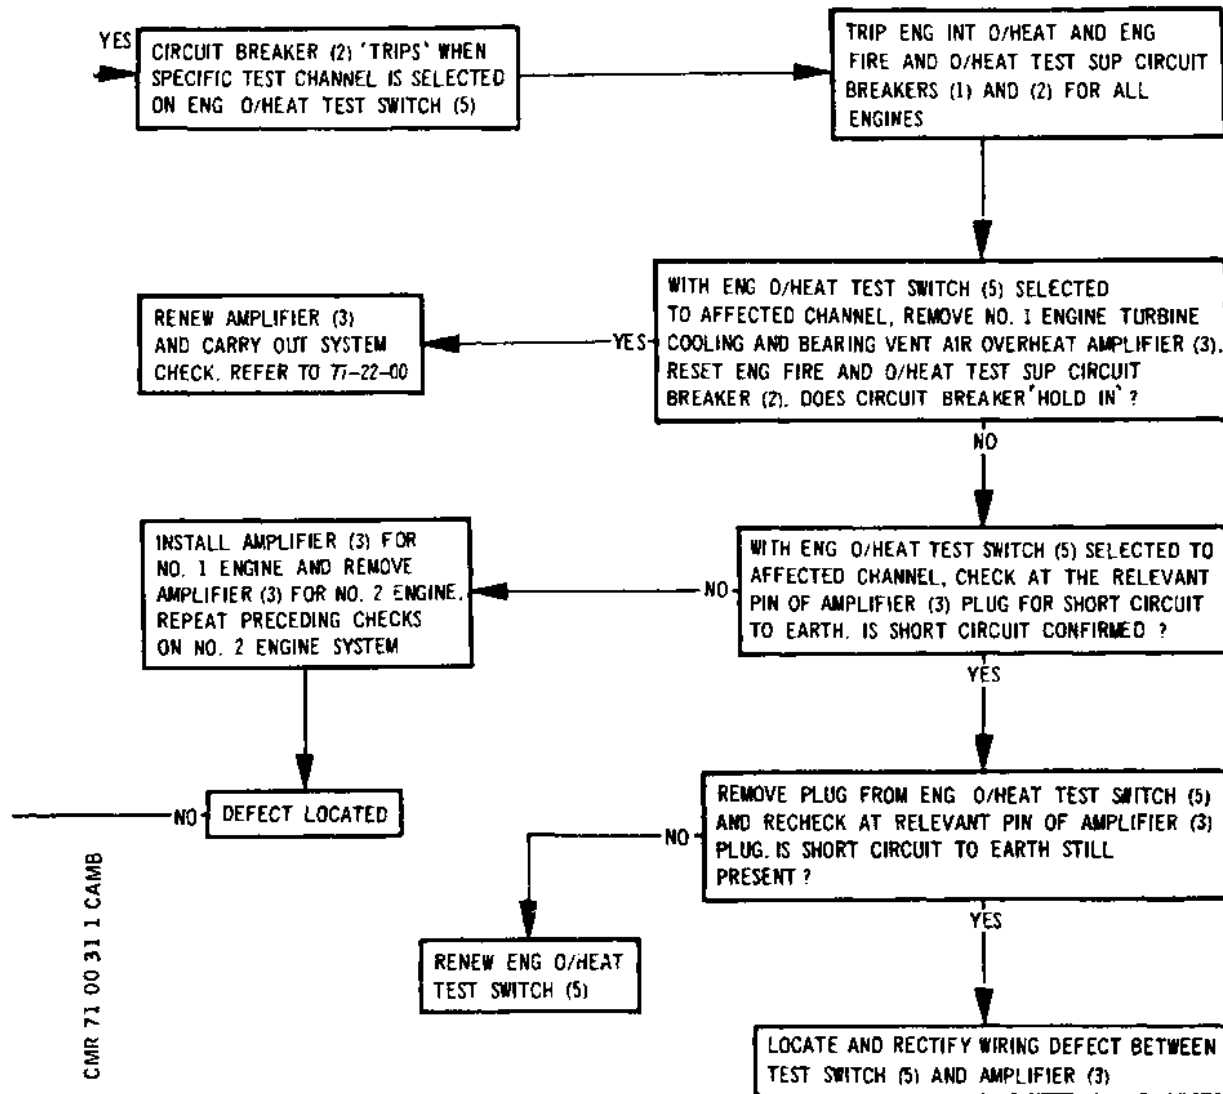 YES
CIRCUIT BREAKER (2) 'TRIPS' WHEN
SPECIFIC TEST CHANNEL IS SELECTED
ON ENG O/HEAT TEST SWITCH (5)
TRIP ENG INT O/HEAT AND ENG
FIRE AND O/HEAT TEST SUP CIRCUIT
BREAKERS (1) AND (2) FOR ALL
ENGINES
WITH ENG O/HEAT TEST SWITCH (5) SELECTED
TO AFFECTED CHANNEL, REMOVE NO. 1 ENGINE TURBINE
COOLING AND BEARING VENT AIR OVERHEAT AMPLIFIER (3).
RESET ENG FIRE AND O/HEAT TEST SUP CIRCUIT
BREAKER (2). DOES CIRCUIT BREAKER 'HOLD IN' ?
YES
RENEW AMPLIFIER (3)
AND CARRY OUT SYSTEM
CHECK. REFER TO 77-22-00
NO
WITH ENG O/HEAT TEST SWITCH (5) SELECTED TO
AFFECTED CHANNEL, CHECK AT THE RELEVANT
PIN OF AMPLIFIER (3) PLUG FOR SHORT CIRCUIT
TO EARTH. IS SHORT CIRCUIT CONFIRMED ?
NO
INSTALL AMPLIFIER (3) FOR
NO. 1 ENGINE AND REMOVE
AMPLIFIER (3) FOR NO. 2 ENGINE.
REPEAT PRECEDING CHECKS
ON NO. 2 ENGINE SYSTEM
YES
DEFECT LOCATED
NO
REMOVE PLUG FROM ENG O/HEAT TEST SWITCH (5)
AND RECHECK AT RELEVANT PIN OF AMPLIFIER (3)
PLUG. IS SHORT CIRCUIT TO EARTH STILL
PRESENT ?
NO
RENEW ENG O/HEAT
TEST SWITCH (5)
YES
LOCATE AND RECTIFY WIRING DEFECT BETWEEN
TEST SWITCH (5) AND AMPLIFIER (3)
CMR 71 00 31 1 CAMB